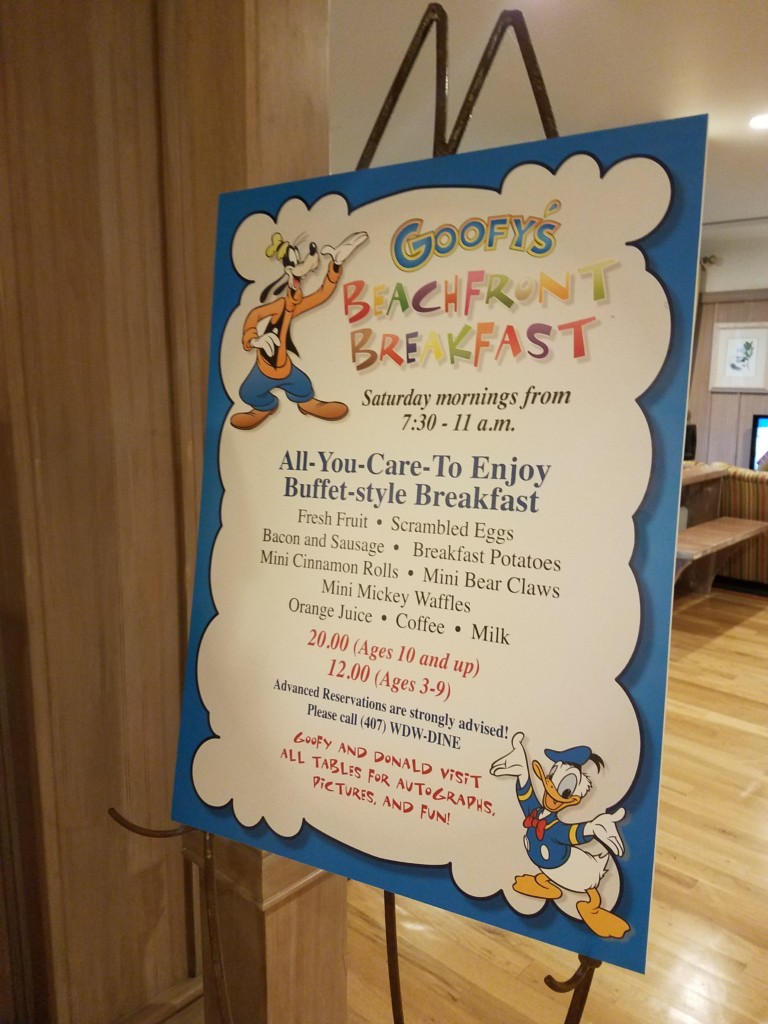 GOOFY'S
BEACHFRONT
BREAKFAST
Saturday mornings from
7:30 - 11 a.m.
All-You-Care-To Enjoy
Buffet-style Breakfast
Fresh Fruit • Scrambled Eggs
Bacon and Sausage • Breakfast Potatoes
Mini Cinnamon Rolls • Mini Bear Claws
Mini Mickey Waffles
Orange Juice • Coffee • Milk
20.00 (Ages 10 and up)
12.00 (Ages 3-9)
Advanced Reservations are strongly advised!
Please call (407) WDW-DINE
GOOFY AND DONALD VISIT
ALL TABLES FOR AUTOGRAPHS,
PICTURES, AND FUN!